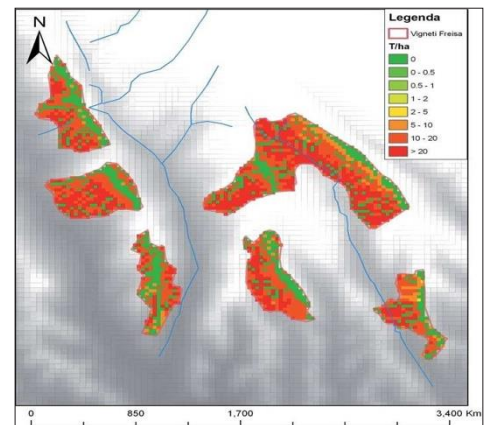 N
Legenda
Vigneti Freisa
T/ha
0
0 - 0.5
0.5 - 1
1 - 2
2 - 5
5 - 10
10 - 20
> 20
0 850 1,700 3,400 Km